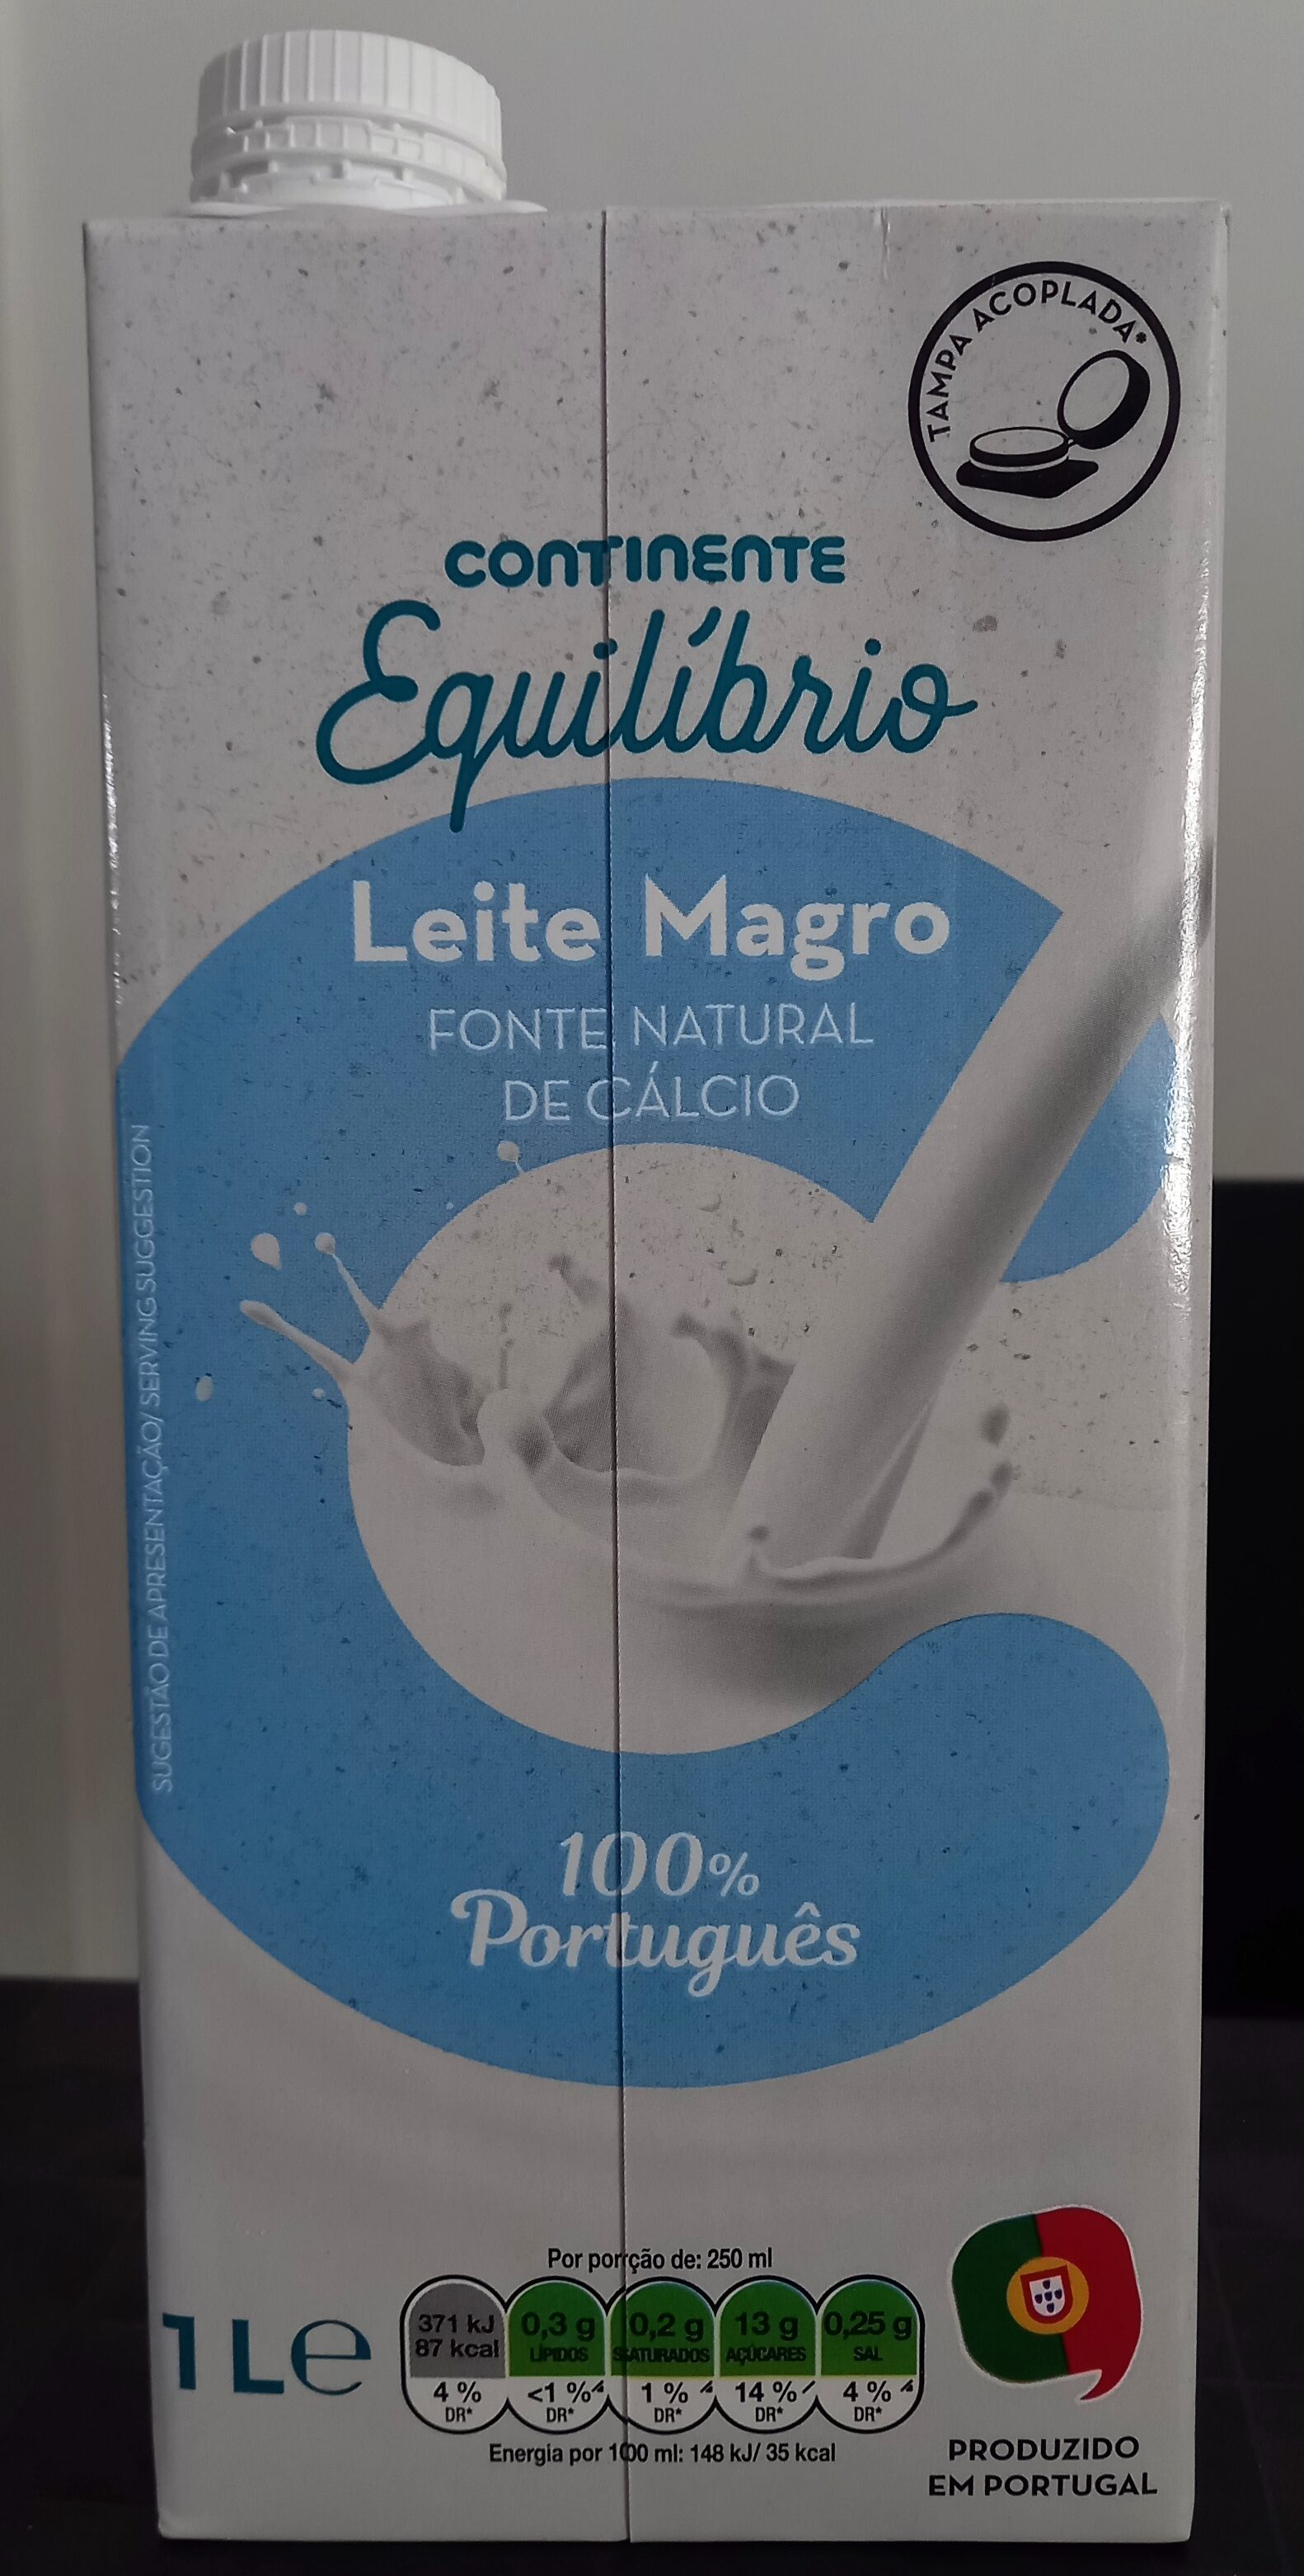 TAMPA ACOPLADA*
CONTINENTE
Equilíbrio
Leite Magro
FONTE NATURAL
DE CÁLCIO
SUGESTÃO DE APRESENTAÇÃO/ SERVING SUGGESTION
100%
Português
Por porção de: 250 ml
1 L e
371 kJ 0,3 g 0,2 g 13 g 0,25 g
87 kcal LÍPIDOS SATURADOS AÇÚCARES SAL
4 % <1 % 1 % 14 % 4 %
DR* DR* DR* DR* DR*
Energia por 100 ml: 148 kJ/ 35 kcal
PRODUZIDO
EM PORTUGAL